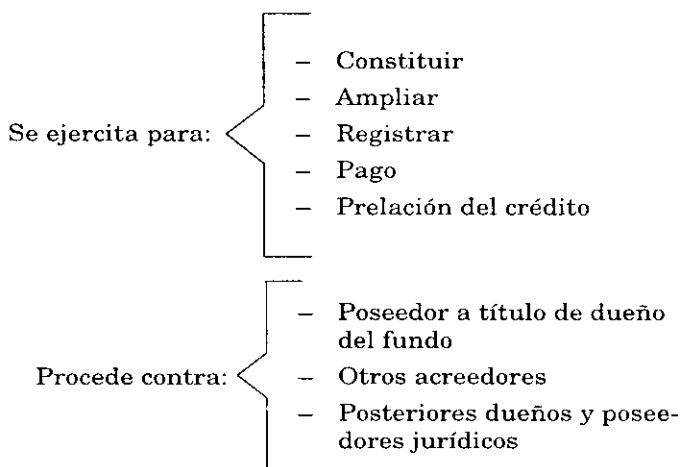 Se ejercita para:
– Constituir
– Ampliar
– Registrar
– Pago
– Prelación del crédito
Procede contra:
– Poseedor a título de dueño
del fundo
– Otros acreedores
– Posteriores dueños y posee-
dores jurídicos